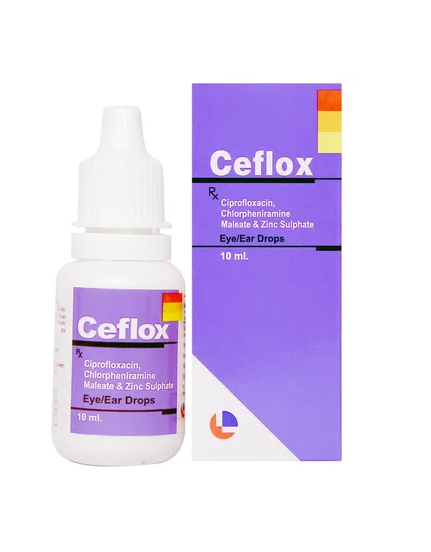 Ceflox
Rx
Ciprofloxacin,
Chlorpheniramine
Maleate & Zinc Sulphate
Eye/Ear Drops
10 ml.
Ceflox
Rx
Ciprofloxacin,
Chlorpheniramine
Maleate & Zinc Sulphate
Eye/Ear Drops
10 ml.